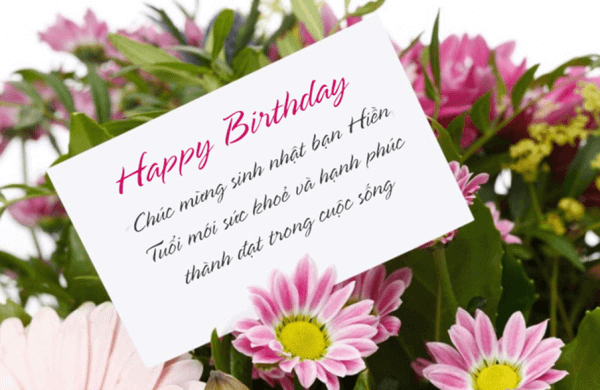 Happy Birthday
Chúc mừng sinh nhật bạn Hiền
Tuổi mới sức khoẻ và hạnh phúc
thành đạt trong cuộc sống